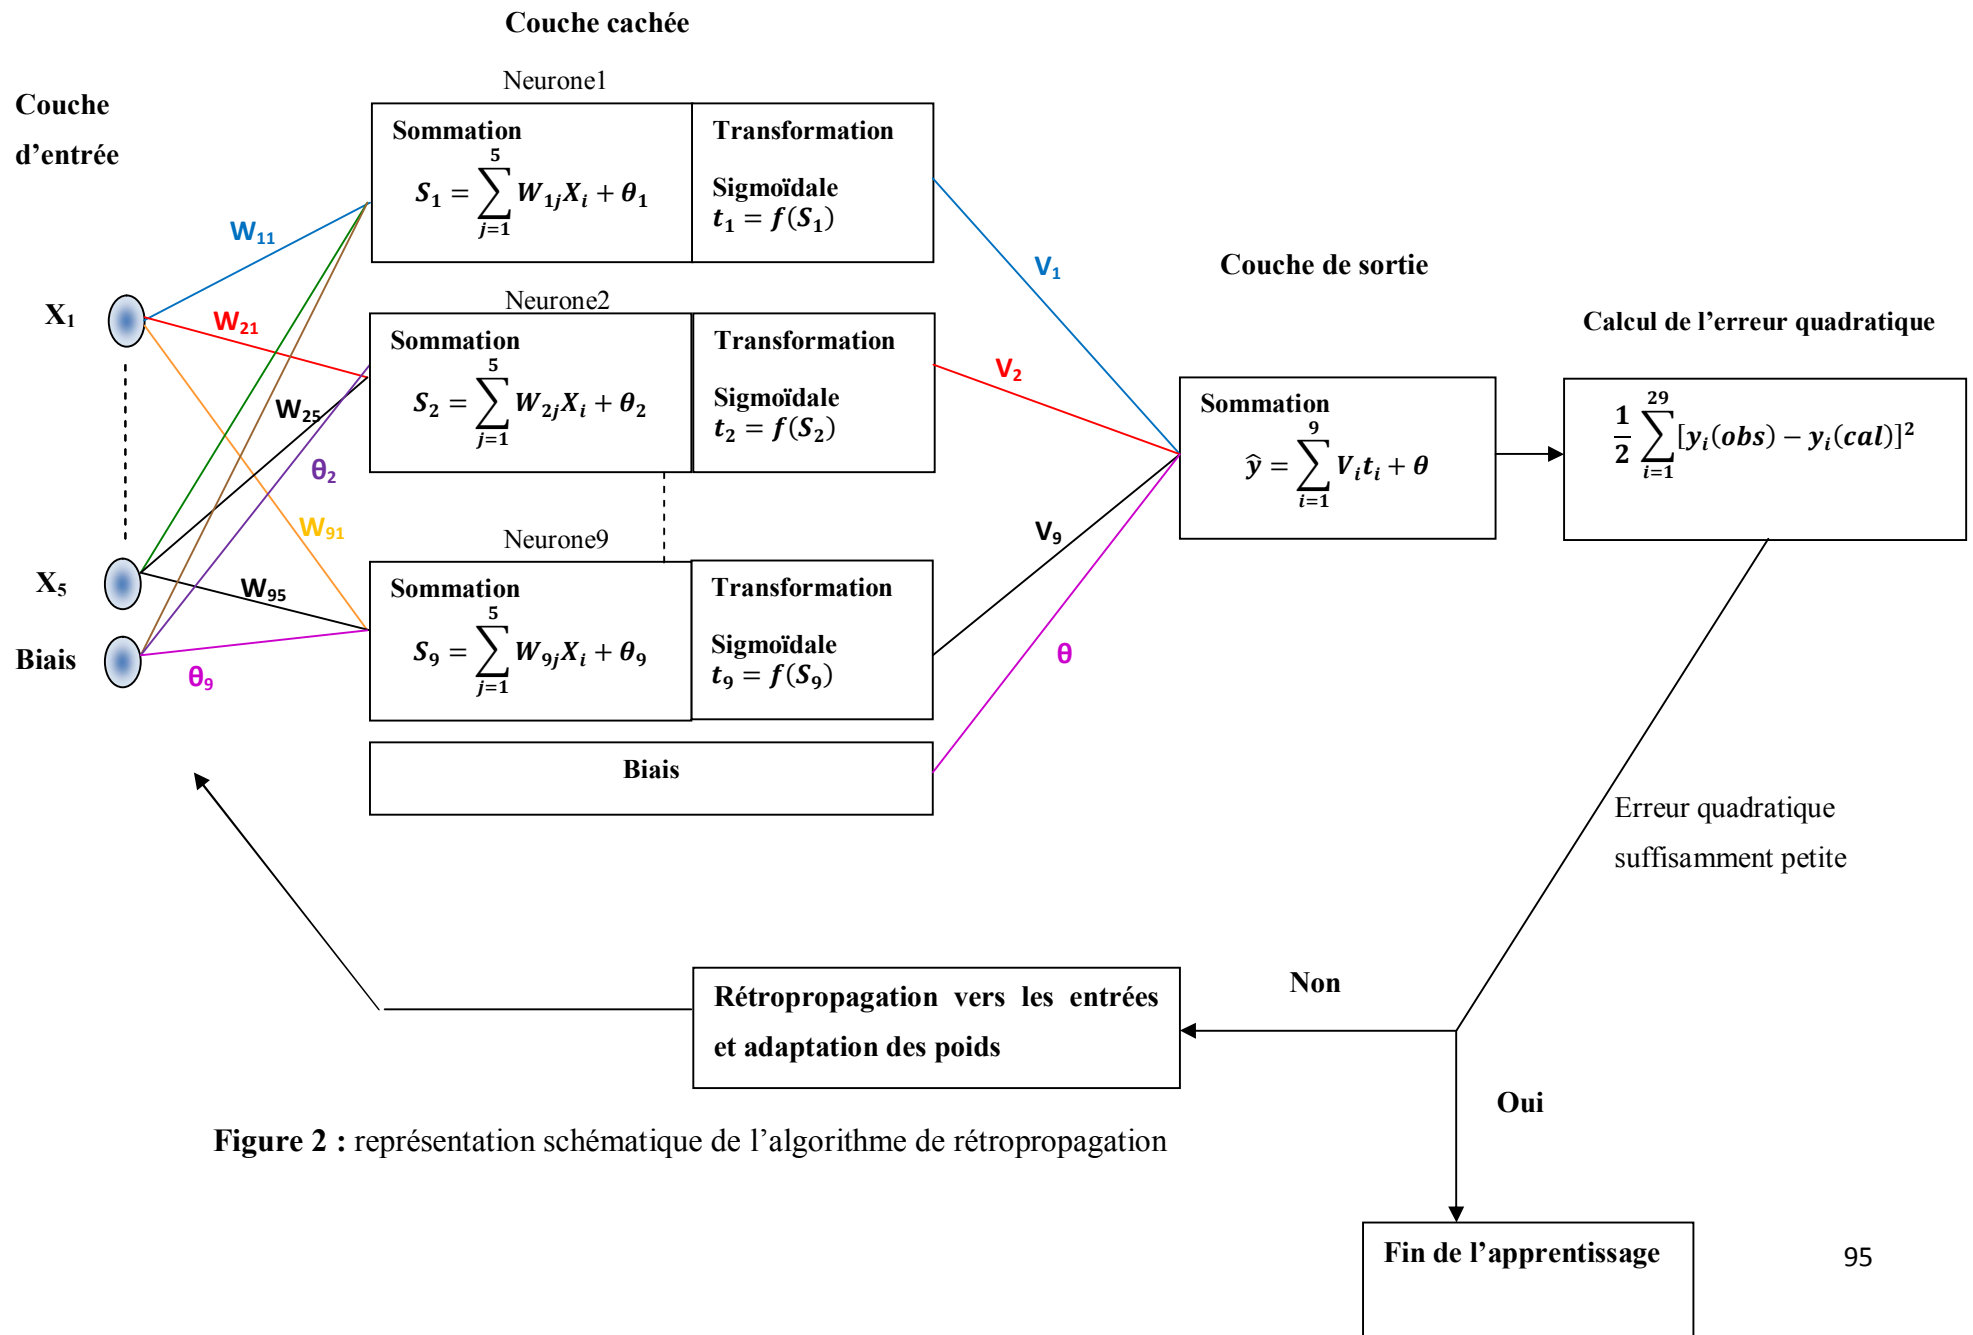 Couche cachée
Couche
d’entrée
Neurone1
Sommation
S₁ = ∑_{j=1}^{5} W₁ⱼXᵢ + θ₁
Transformation
Sigmoïdale
t₁ = f(S₁)
W₁₁
X₁
W₂₁
Neurone2
Sommation
S₂ = ∑_{j=1}^{5} W₂ⱼXᵢ + θ₂
Transformation
Sigmoïdale
t₂ = f(S₂)
W₂₅
θ₂
W₉₁
X₅
W₉₅
Biais
θ₉
Neurone9
Sommation
S₉ = ∑_{j=1}^{5} W₉ⱼXᵢ + θ₉
Transformation
Sigmoïdale
t₉ = f(S₉)
Biais
V₁
V₂
V₉
θ
Couche de sortie
Sommation
ŷ = ∑_{i=1}^{9} Vᵢtᵢ + θ
Calcul de l’erreur quadratique
1/2 ∑_{i=1}^{29} [yᵢ(obs) − yᵢ(cal)]²
Erreur quadratique
suffisamment petite
Non
Rétropropagation vers les entrées
et adaptation des poids
Oui
Figure 2 : représentation schématique de l’algorithme de rétropropagation
Fin de l’apprentissage
95